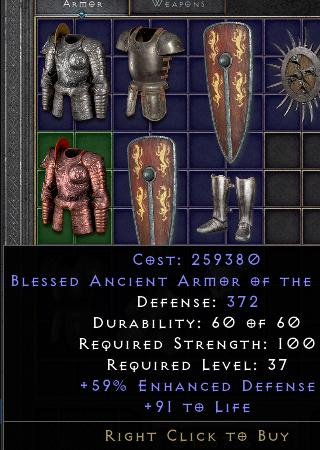 Armor
Weapons
Cost: 259380
Blessed Ancient Armor of the
Defense: 372
Durability: 60 of 60
Required Strength: 100
Required Level: 37
+59% Enhanced Defense
+91 to Life
Right Click to Buy